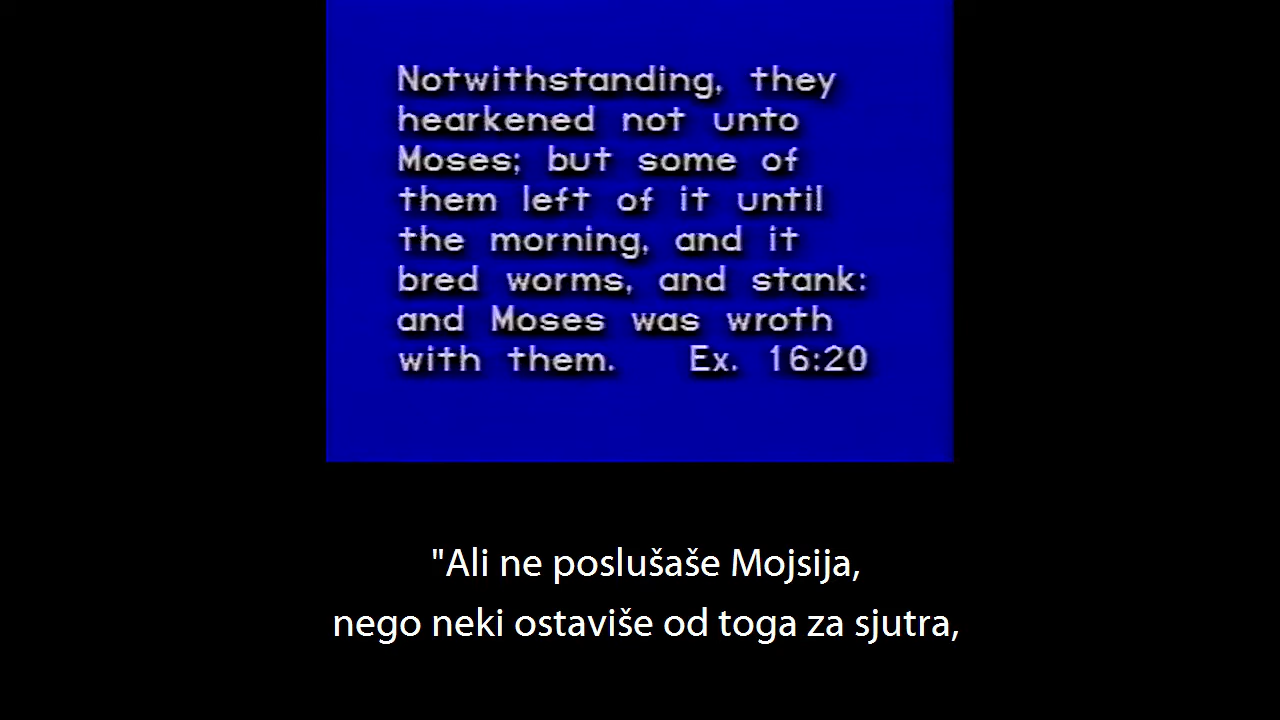 Notwithstanding, they
hearkened not unto
Moses; but some of
them left of it until
the morning, and it
bred worms, and stank:
and Moses was wroth
with them. Ex. 16:20
"Ali ne poslušaše Mojsija,
nego neki ostaviše od toga za sjutra,